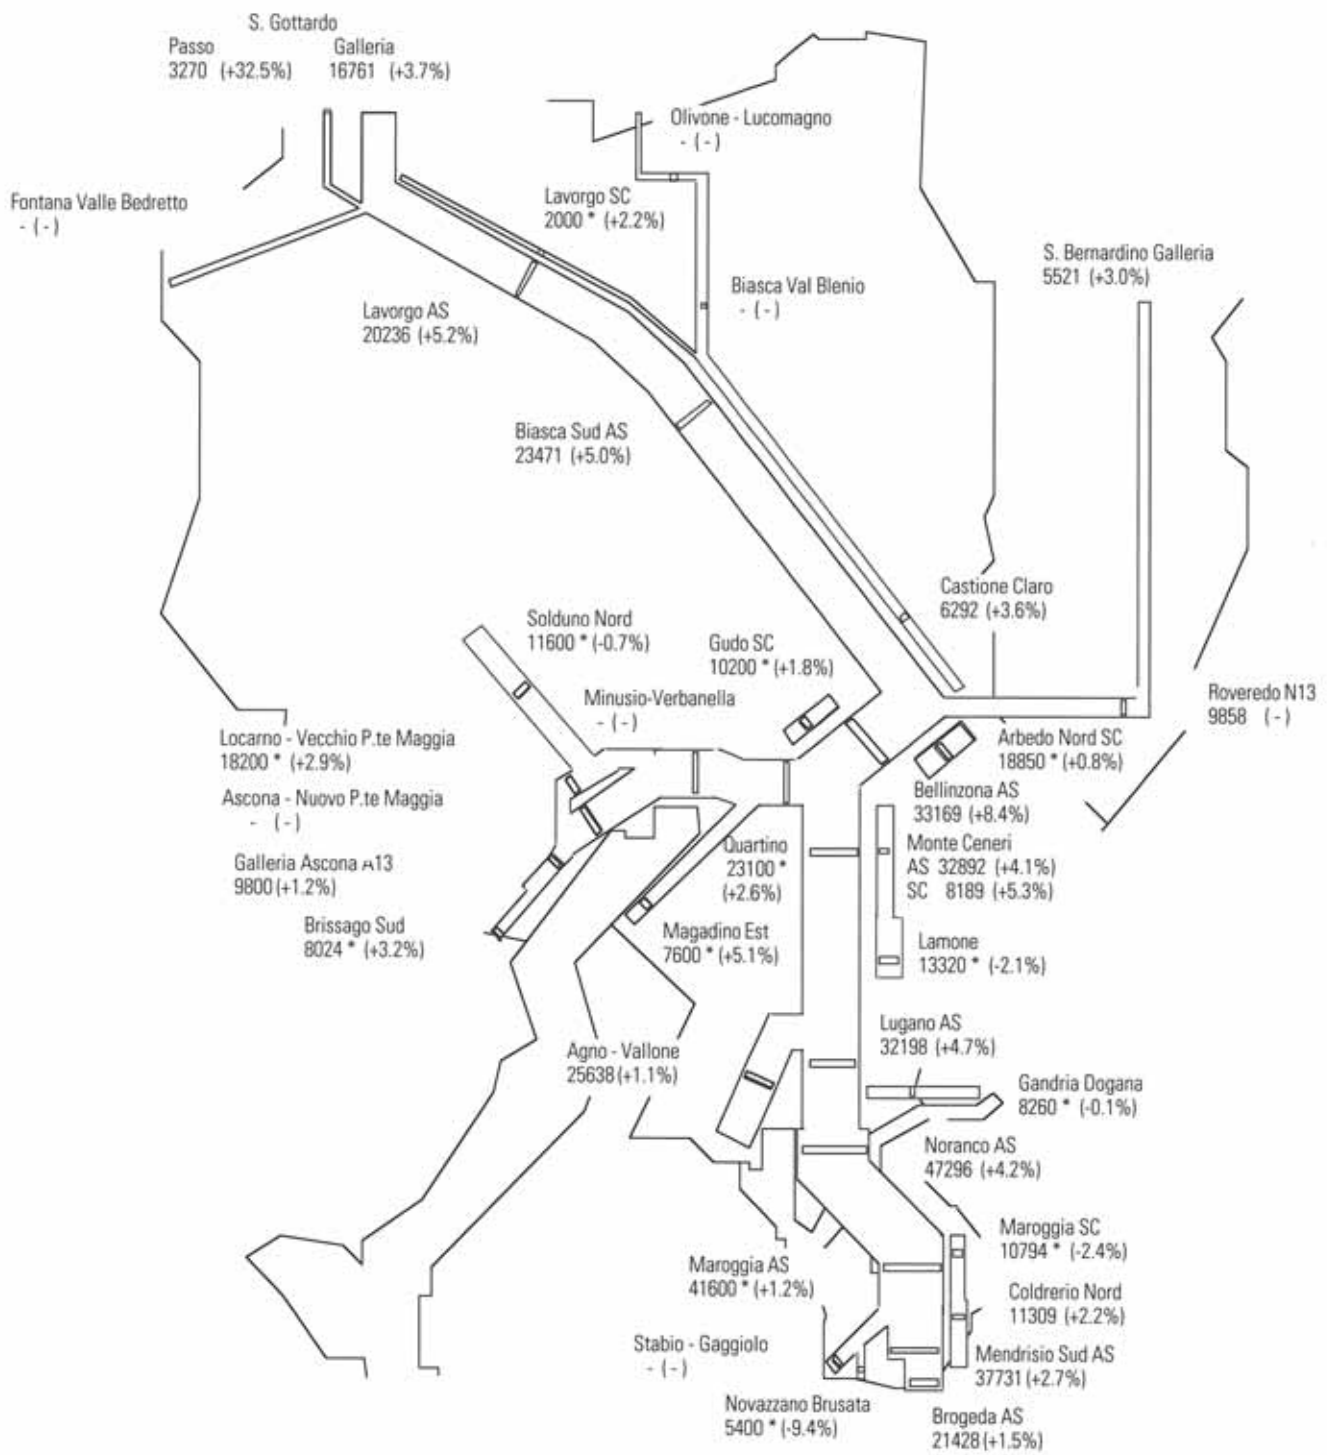 S. Gottardo
Passo
3270 (+32.5%)
Galleria
16761 (+3.7%)
Olivone - Lucomagno
- (-)
Fontana Valle Bedretto
- (-)
Lavorgo SC
2000 * (+2.2%)
S. Bernardino Galleria
5521 (+3.0%)
Biasca Val Blenio
- (-)
Lavorgo AS
20236 (+5.2%)
Biasca Sud AS
23471 (+5.0%)
Castione Claro
6292 (+3.6%)
Solduno Nord
11600 * (-0.7%)
Gudo SC
10200 * (+1.8%)
Minusio-Verbanella
- (-)
Roveredo N13
9858 (-)
Locarno - Vecchio P.te Maggia
18200 * (+2.9%)
Arbedo Nord SC
18850 * (+0.8%)
Ascona - Nuovo P.te Maggia
- (-)
Bellinzona AS
33169 (+8.4%)
Quartino
23100 *
(+2.6%)
Monte Ceneri
AS 32892 (+4.1%)
SC 8189 (+5.3%)
Galleria Ascona A13
9800 (+1.2%)
Brissago Sud
8024 * (+3.2%)
Magadino Est
7600 * (+5.1%)
Lamone
13320 * (-2.1%)
Lugano AS
32198 (+4.7%)
Agno - Vallone
25638 (+1.1%)
Gandria Dogana
8260 * (-0.1%)
Noranco AS
47296 (+4.2%)
Maroggia SC
10794 * (-2.4%)
Maroggia AS
41600 * (+1.2%)
Coldrerio Nord
11309 (+2.2%)
Stabio - Gaggiolo
- (-)
Mendrisio Sud AS
37731 (+2.7%)
Novazzano Brusata
5400 * (-9.4%)
Brogeda AS
21428 (+1.5%)